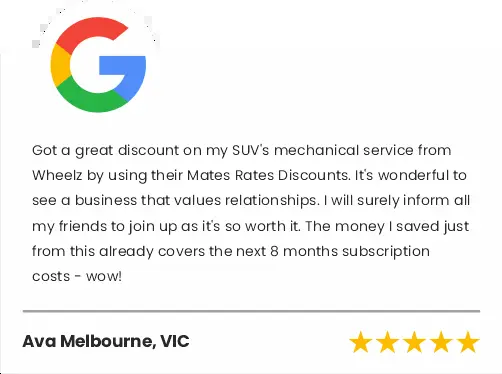 Got a great discount on my SUV's mechanical service from
Wheelz by using their Mates Rates Discounts. It's wonderful to
see a business that values relationships. I will surely inform all
my friends to join up as it's so worth it. The money I saved just
from this already covers the next 8 months subscription
costs - wow!
Ava Melbourne, VIC